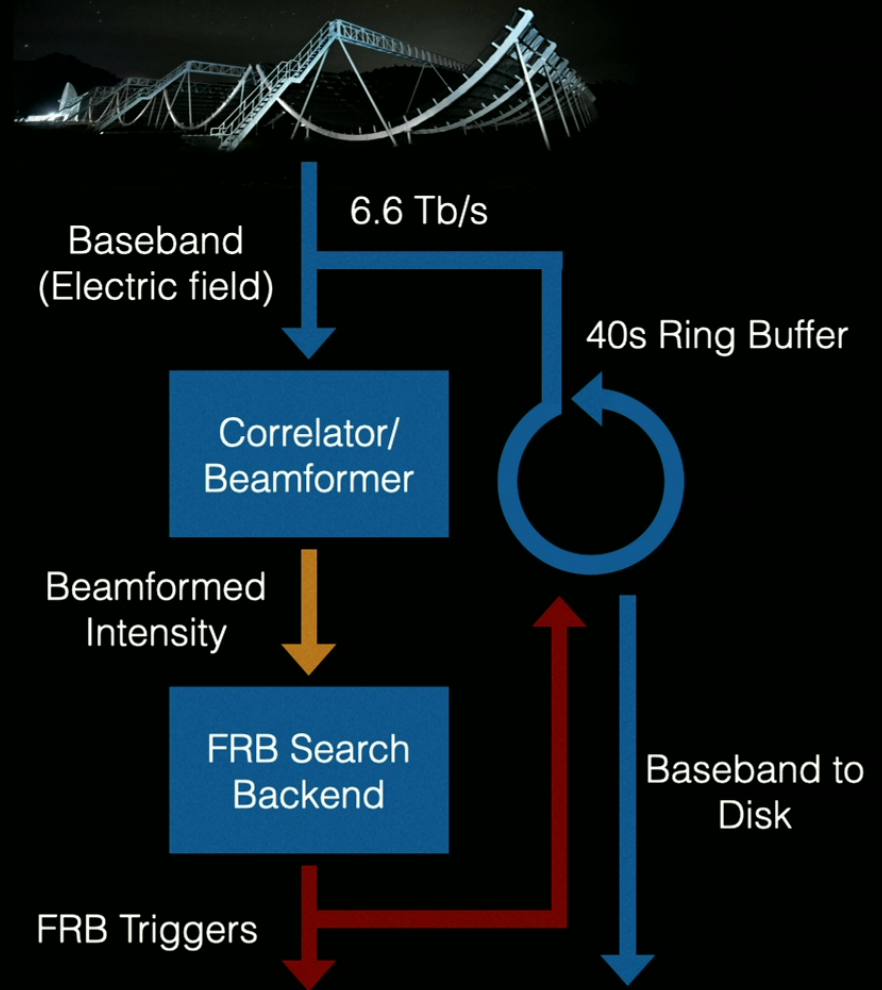 6.6 Tb/s
Baseband
(Electric field)
40s Ring Buffer
Correlator/
Beamformer
Beamformed
Intensity
FRB Search
Backend
Baseband to
Disk
FRB Triggers